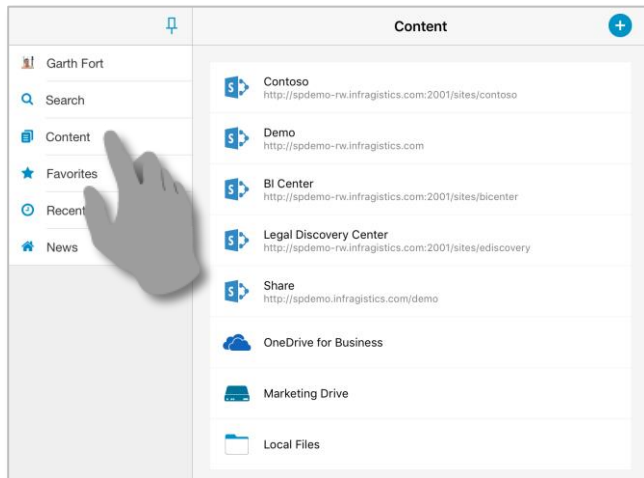 Content
Garth Fort
Search
Content
Favorites
Recent
News
Contoso
http://spdemo-rw.infragistics.com:2001/sites/contoso
Demo
http://spdemo-rw.infragistics.com
BI Center
http://spdemo-rw.infragistics.com:2001/sites/bicenter
Legal Discovery Center
http://spdemo-rw.infragistics.com:2001/sites/ediscovery
Share
http://spdemo.infragistics.com/demo
OneDrive for Business
Marketing Drive
Local Files